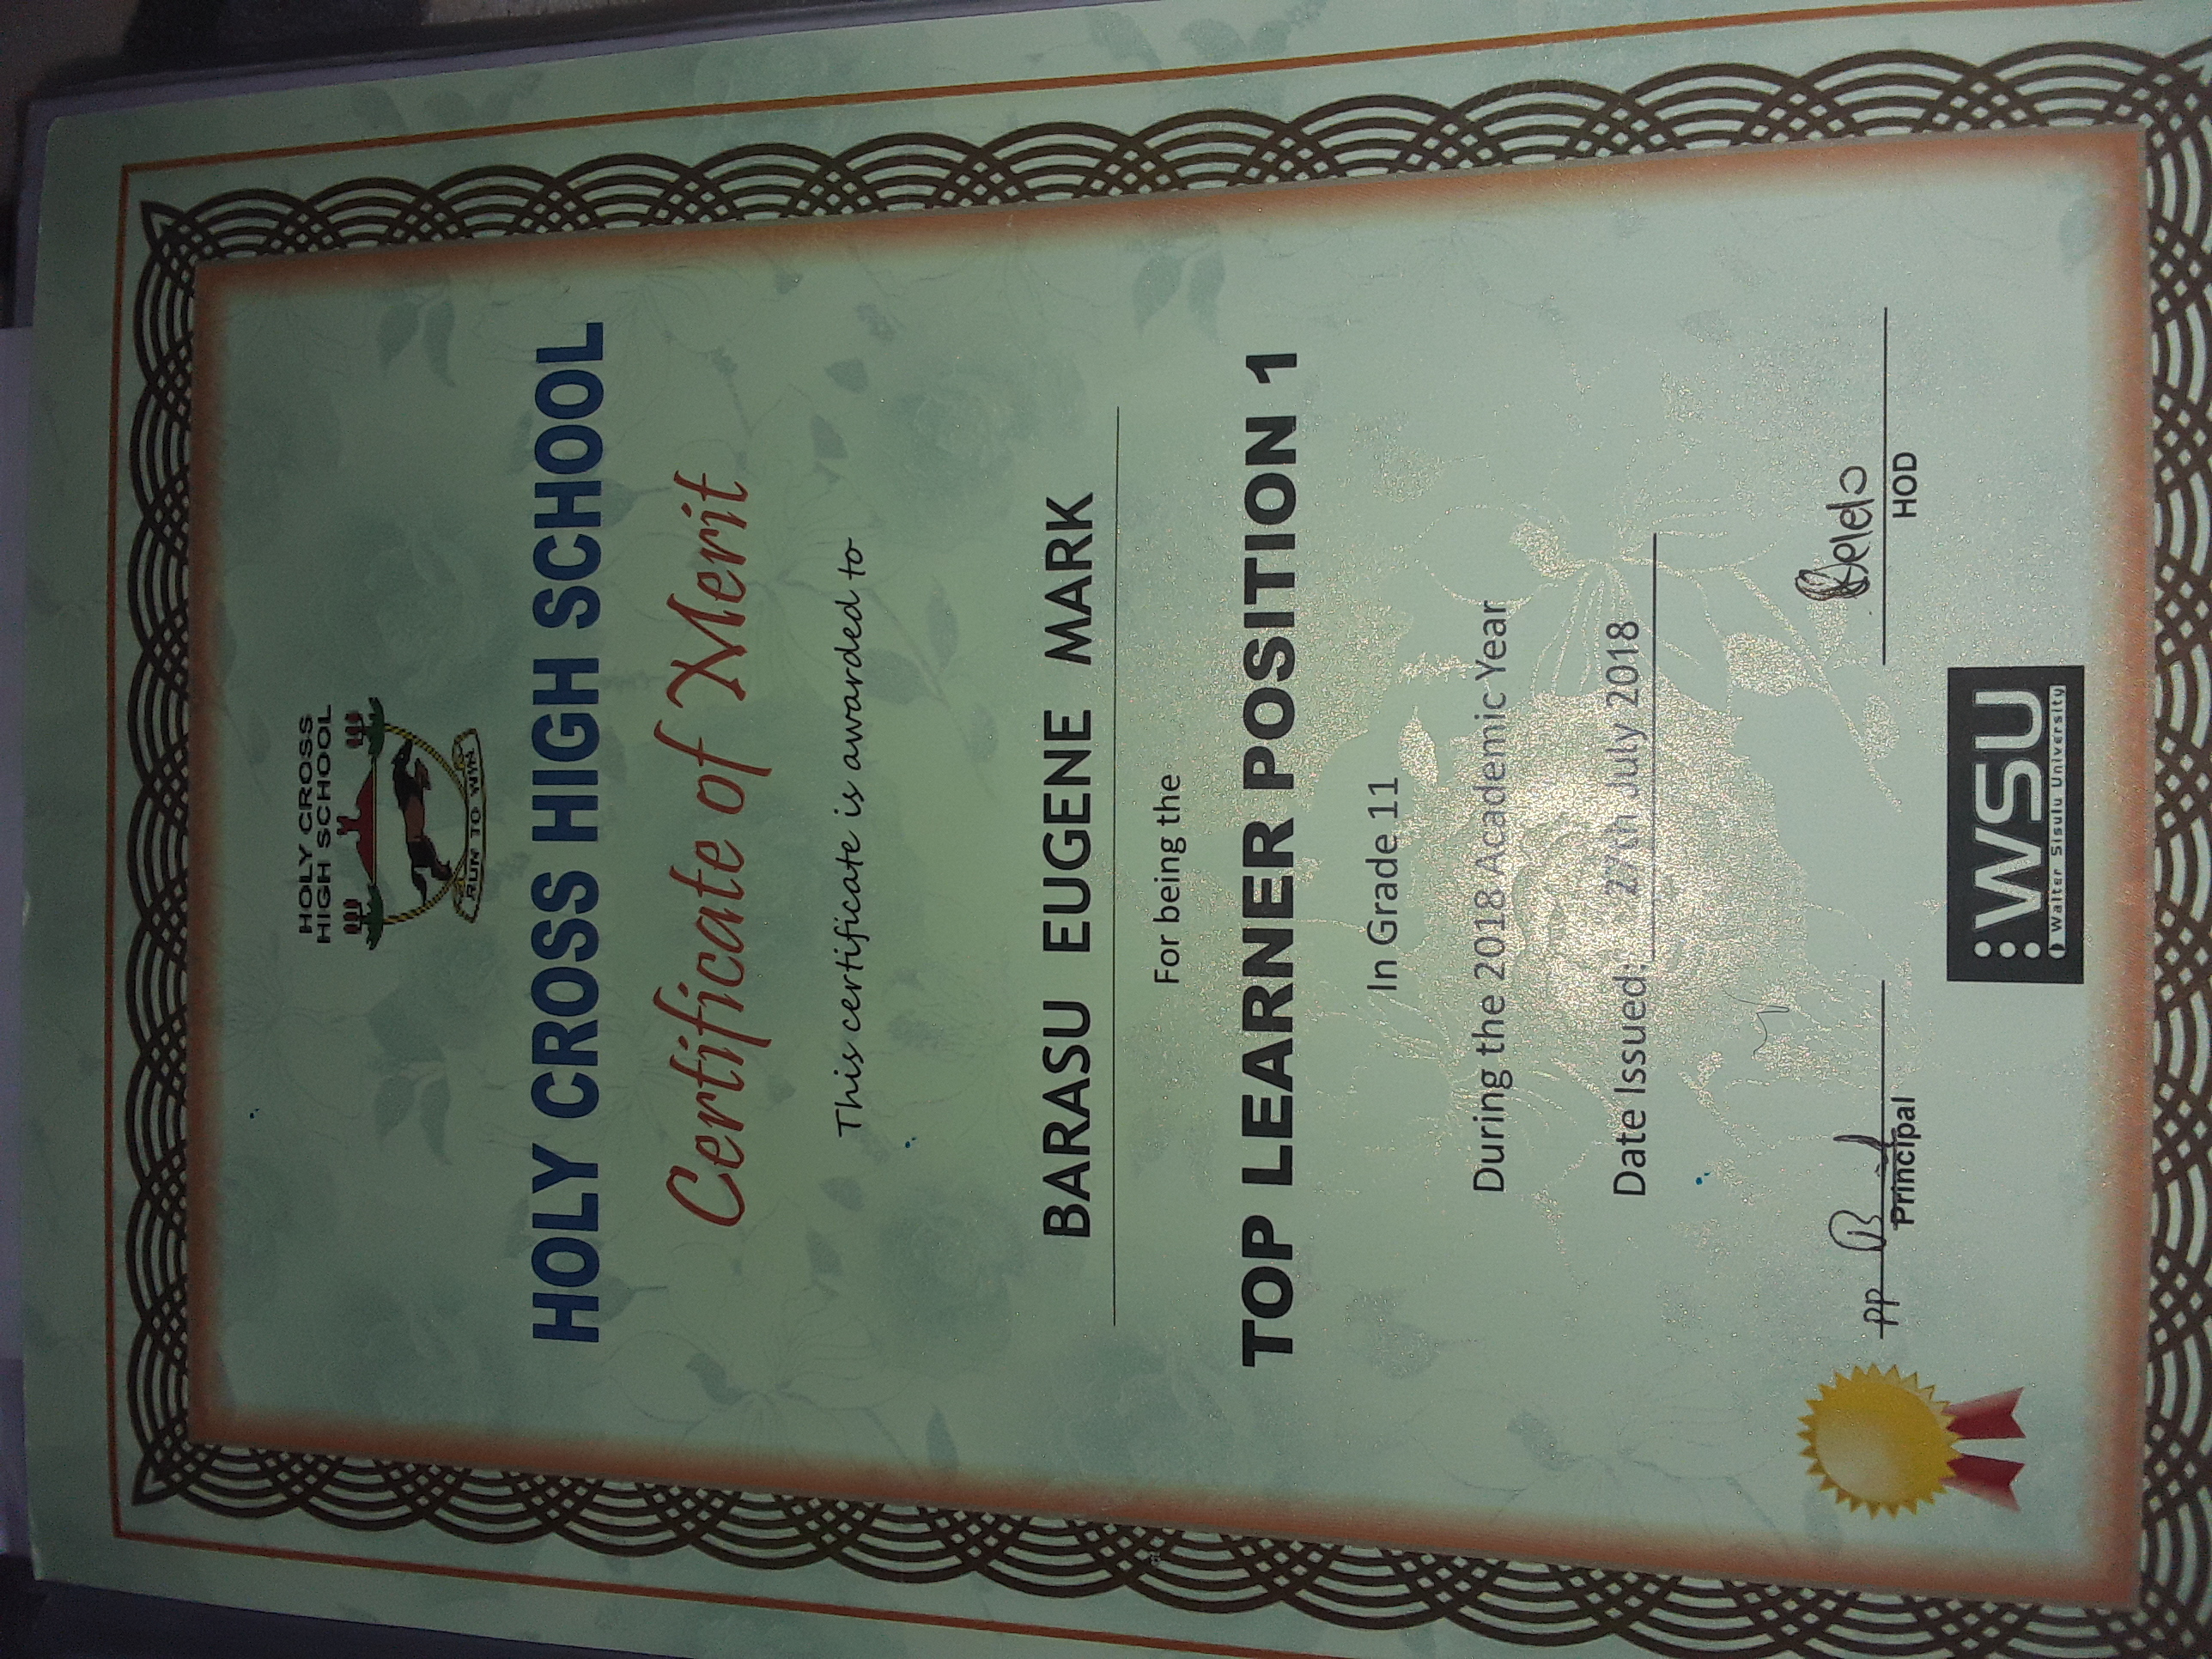 HOLY CROSS
HIGH SCHOOL
RUN TO WIN
HOLY CROSS HIGH SCHOOL
Certificate of Merit
This certificate is awarded to
BARASU EUGENE MARK
For being the
TOP LEARNER POSITION 1
In Grade 11
During the 2018 Academic Year
Date Issued: 27th July 2018
pp
Principal
HOD
WSU
Walter Sisulu University